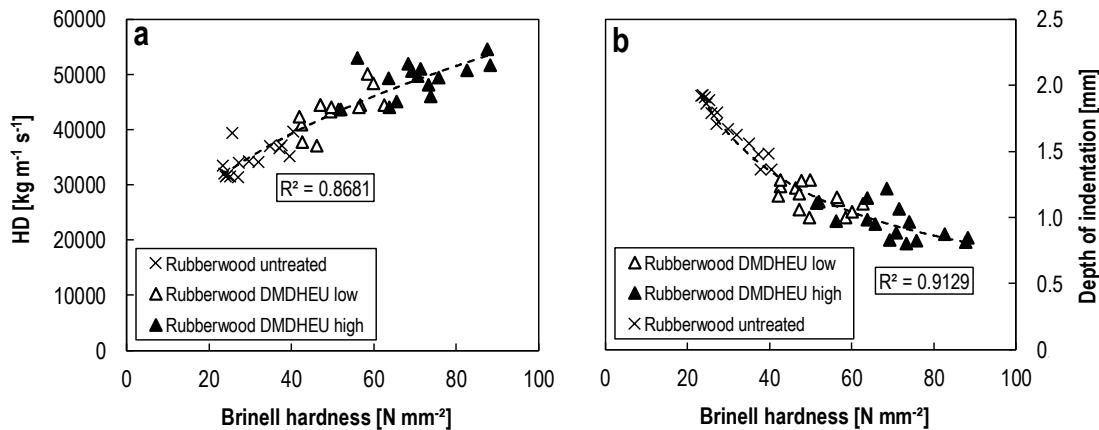 a
60000
50000
40000
30000
20000
10000
0
HD [kg m⁻¹ s⁻¹]
R² = 0.8681
Rubberwood untreated
Rubberwood DMDHEU low
Rubberwood DMDHEU high
0 20 40 60 80 100
Brinell hardness [N mm⁻²]
b
2.5
2.0
1.5
1.0
0.5
0
Depth of indentation [mm]
R² = 0.9129
Rubberwood DMDHEU low
Rubberwood DMDHEU high
Rubberwood untreated
0 20 40 60 80 100
Brinell hardness [N mm⁻²]